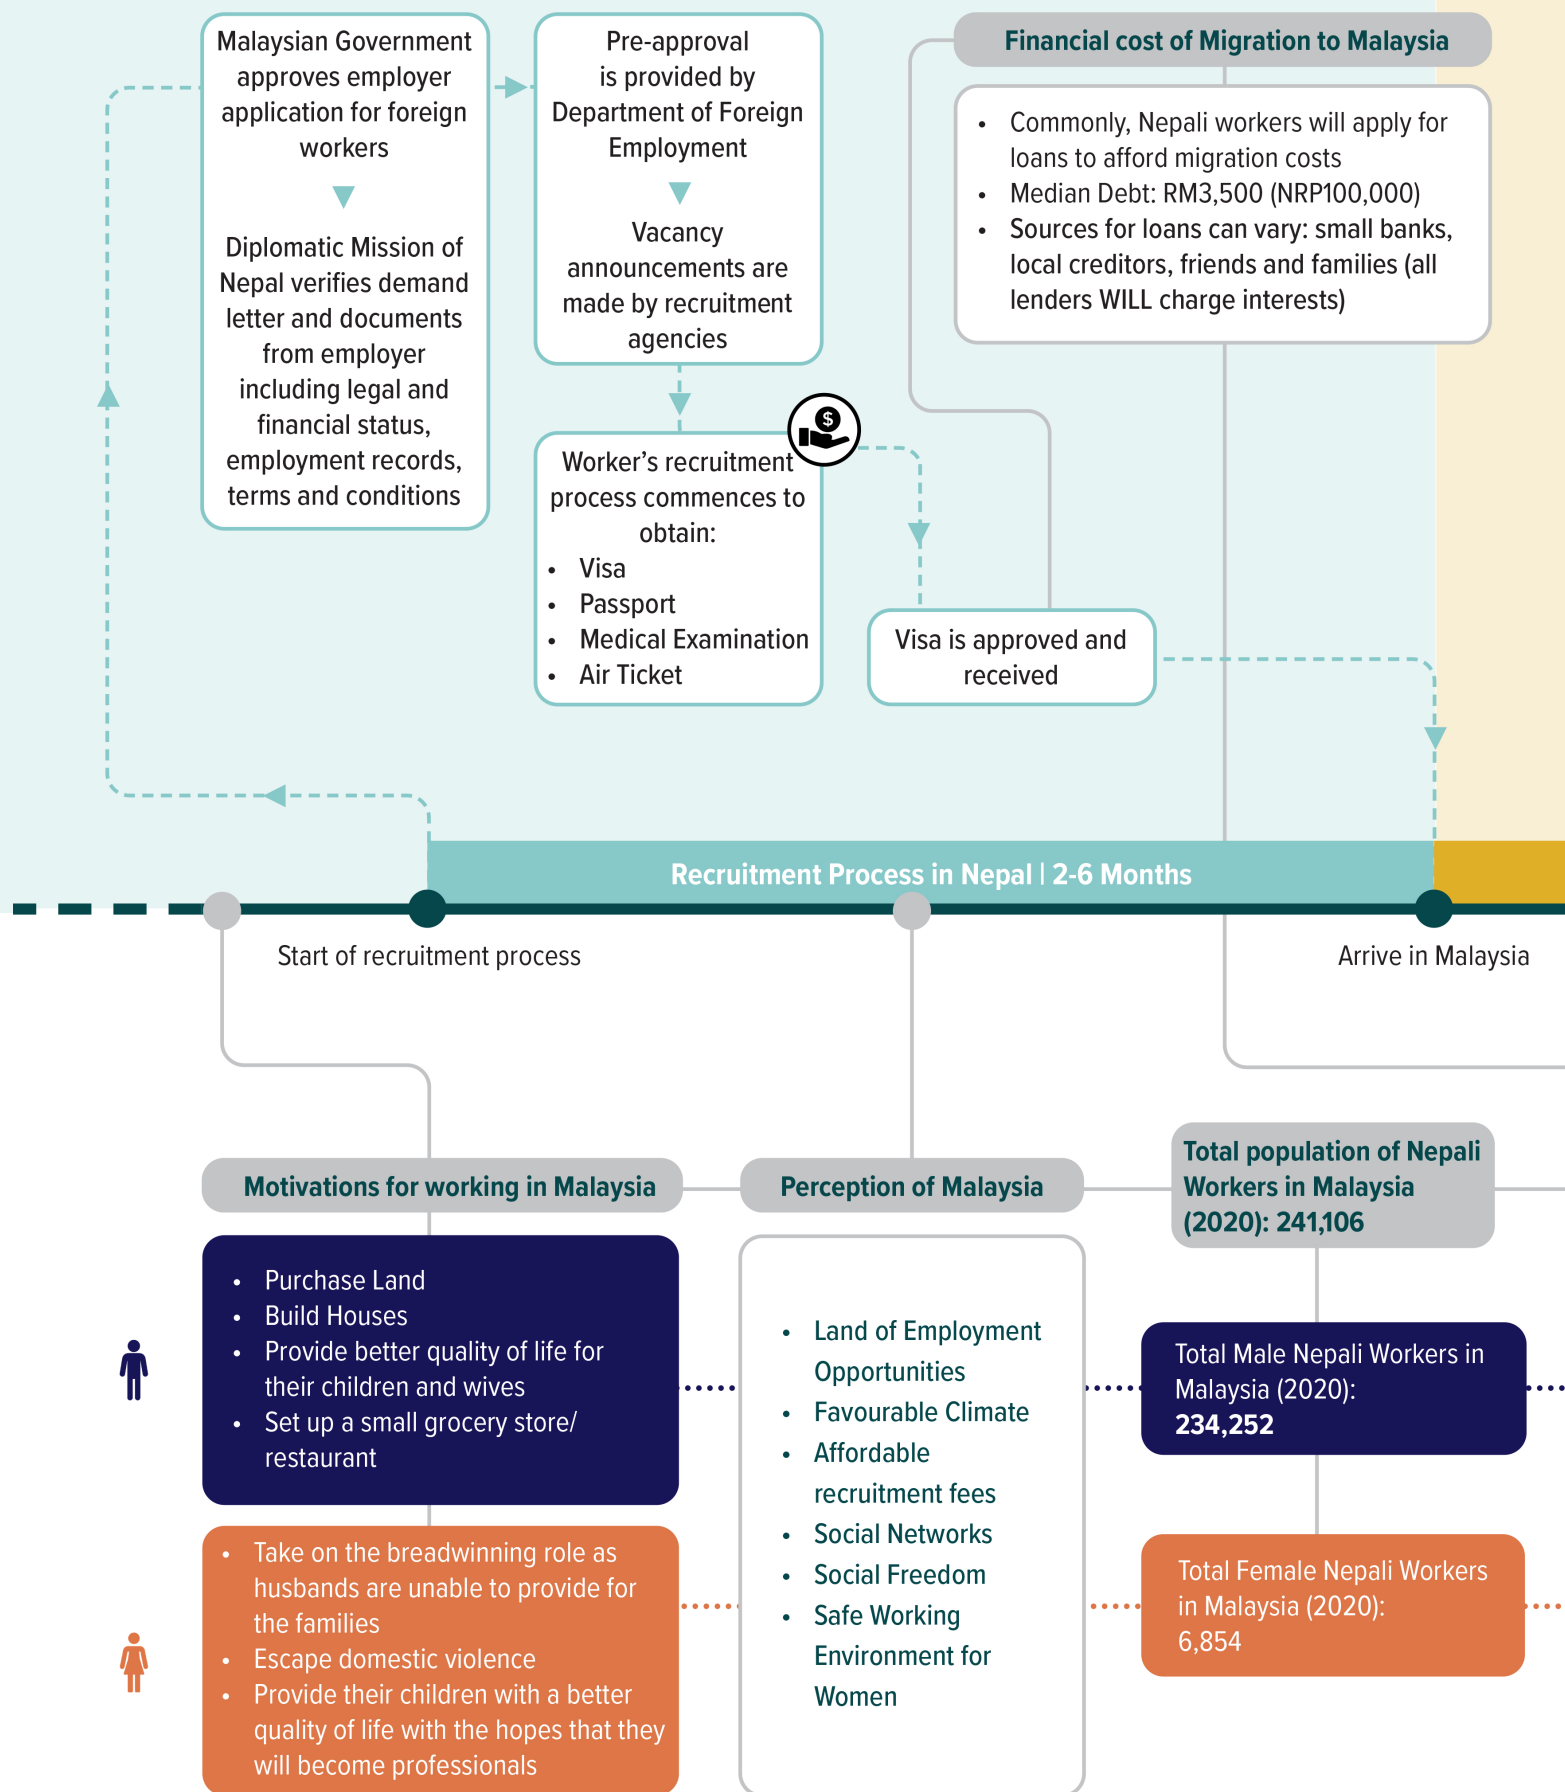 Malaysian Government
approves employer
application for foreign
workers
Diplomatic Mission of
Nepal verifies demand
letter and documents
from employer
including legal and
financial status,
employment records,
terms and conditions
Pre-approval
is provided by
Department of Foreign
Employment
Vacancy
announcements are
made by recruitment
agencies
$
Worker’s recruitment
process commences to
obtain:
• Visa
• Passport
• Medical Examination
• Air Ticket
Visa is approved and
received
Financial cost of Migration to Malaysia
• Commonly, Nepali workers will apply for
loans to afford migration costs
• Median Debt: RM3,500 (NRP100,000)
• Sources for loans can vary: small banks,
local creditors, friends and families (all
lenders WILL charge interests)
Recruitment Process in Nepal | 2-6 Months
Start of recruitment process
Arrive in Malaysia
Motivations for working in Malaysia
• Purchase Land
• Build Houses
• Provide better quality of life for
their children and wives
• Set up a small grocery store/
restaurant
• Take on the breadwinning role as
husbands are unable to provide for
the families
• Escape domestic violence
• Provide their children with a better
quality of life with the hopes that they
will become professionals
Perception of Malaysia
• Land of Employment
Opportunities
• Favourable Climate
• Affordable
recruitment fees
• Social Networks
• Social Freedom
• Safe Working
Environment for
Women
Total population of Nepali
Workers in Malaysia
(2020): 241,106
Total Male Nepali Workers in
Malaysia (2020):
234,252
Total Female Nepali Workers
in Malaysia (2020):
6,854